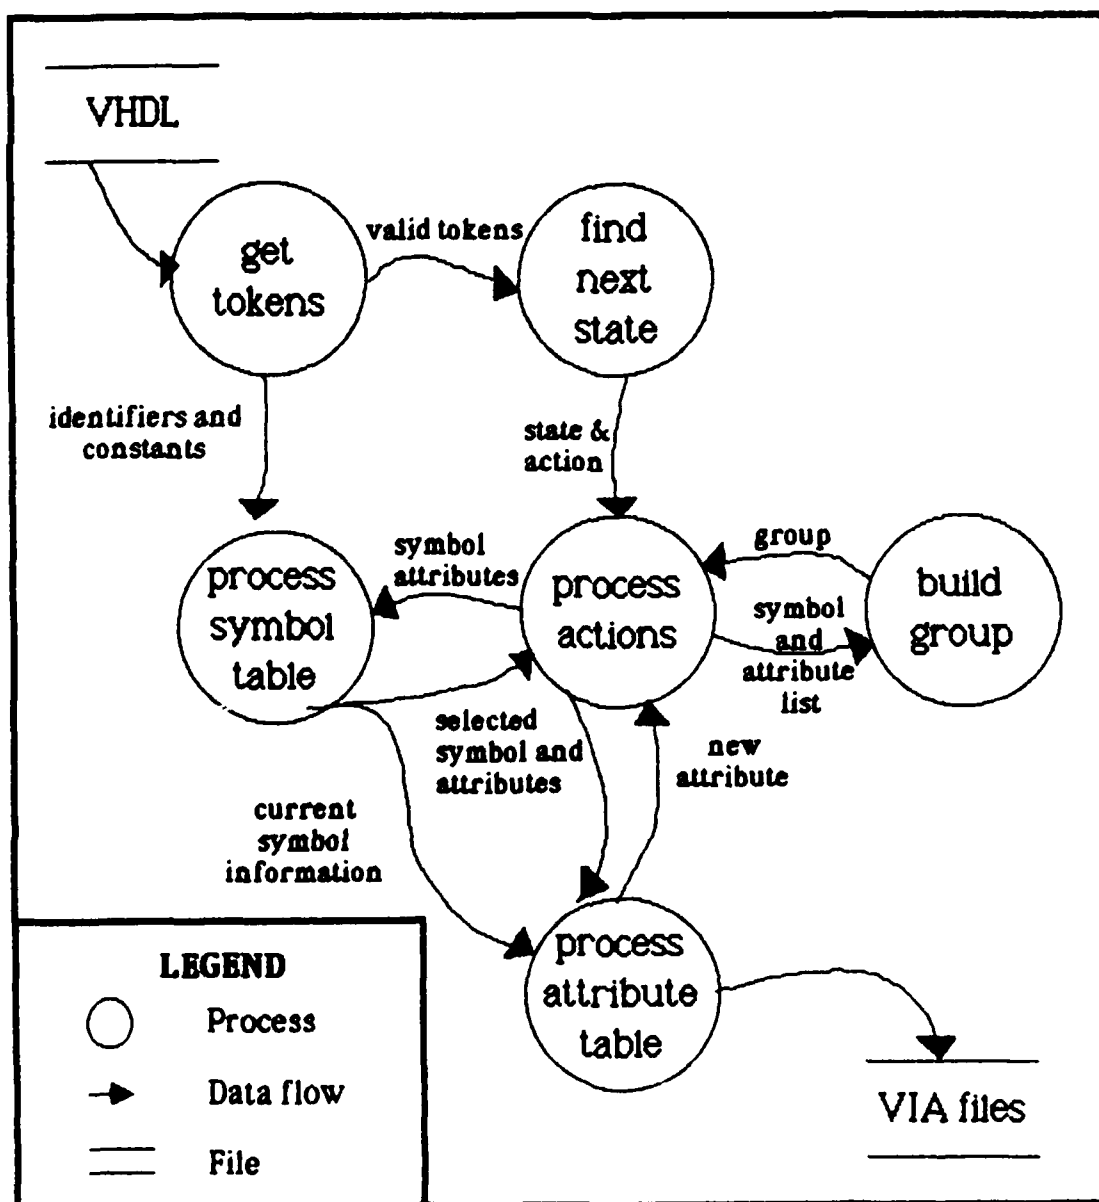 VHDL
get
tokens
valid tokens
find
next
state
identifiers and
constants
state &
action
process
symbol
table
symbol
attributes
process
actions
group
symbol
and
attribute
list
build
group
selected
symbol and
attributes
new
attribute
current
symbol
information
process
attribute
table
VIA files
LEGEND
Process
Data flow
File